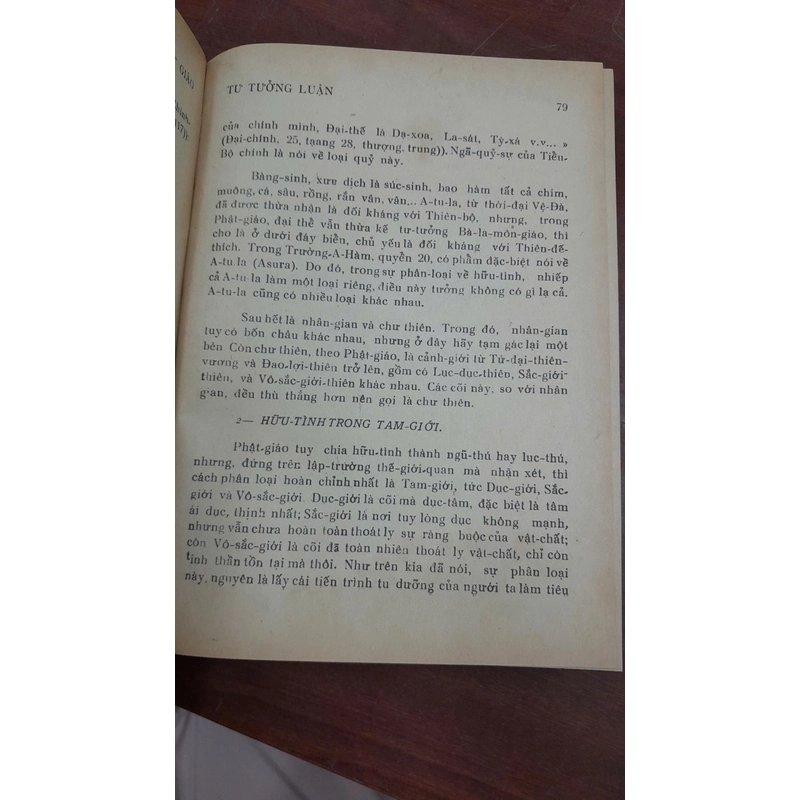 GIÁO
TƯ TƯỞNG LUẬN
79
của chính mình, Đại-thể là Dạ-xoa, La-sát, Tỳ-xá v.v... »
(Đại-chính, 25, tạang 28, thượng, trung)). Ngã-quỷ-sự của Tiền-
Bộ chính là nói về loại quỷ này.
Bàng-sinh, xưa dịch là súc-sinh, bao hàm tất cả chim,
muông, cá, sâu, rồng, rắn vân, vân,.. A-tu-la, từ thời-đại Vệ-Đà,
đã được thừa nhận là đối kháng với Thiên-bộ, nhưng, trong
Phật-giáo, đại thể vẫn thừa kế tư-tưởng Bà-la-môn-giáo, thì
cho là ở dưới đáy biển, chủ yếu là đối kháng với Thiên-đế-
thích. Trong Trường-A-Hàm, quyển 20, có phẩm đặc-biệt nói về
A-tu-la (Asura). Do đó, trong sự phân-loại về hữu-tình, nhiếp
cả A-tu-la làm một loại riêng, điều này tưởng không có gì lạ cả.
A-tu-la cũng có nhiều loại khác nhau.
Sau hết là nhân-gian và chư thiên. Trong đó, nhân-gian
tuy có bốn châu khác nhau, nhưng ở đây hãy tạm gác lại một
bên. Còn chư thiên, theo Phật-giáo, là cảnh-giới từ Tứ-đại-thiên-
vương và Đao-lợi-thiên trở lên, gồm có Lục-dục-thiên, Sắc-giới-
thiên, và Vô-sắc-giới-thiên khác nhau. Các cõi này, so với nhân
gian, đều thù thắng hơn nên gọi là chư thiên.
2— HỮU-TÌNH TRONG TAM-GIỚI.
Phật-giáo tuy chia hữu-tình thành ngũ-thú hay luc-thú,
nhưng, đứng trên lập-trường thế-giới-quan mà nhận xét, thì
cách phân loại hoàn chỉnh nhất là Tam-giới, tức Dục-giới, Sắc-
giới và Vô-sắc-giới. Dục-giới là cõi mà dục-tâm, đặc biệt là tâm
ái dục, thịnh nhất; Sắc-giới là nơi tuy lòng dục không mạnh,
nhưng vẫn chưa hoàn toàn thoát ly sự ràng buộc của vật-chất;
còn Vô-sắc-giới là cõi đã toàn nhiên thoát ly vật-chất, chỉ còn
tinh thần tồn tại mà thôi. Như trên kia đã nói, sự phân loại
này, nguyên là lấy cái tiến trình tu dưỡng của người ta làm tiêu